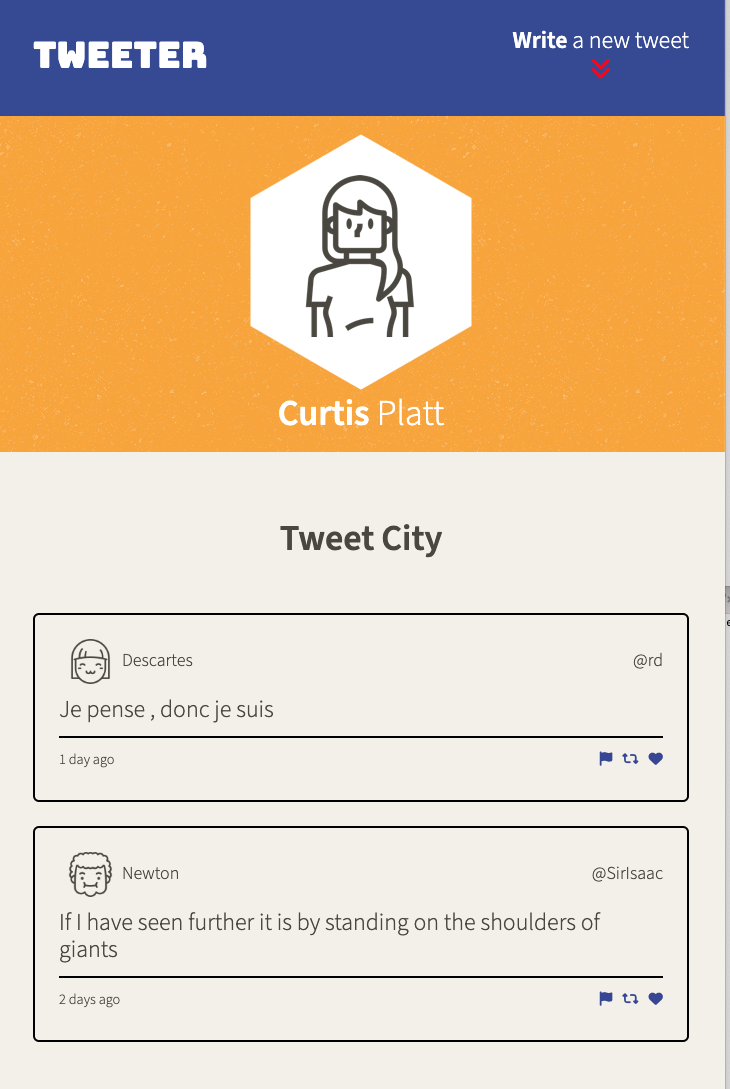 TWEETER
Write a new tweet
Curtis Platt
Tweet City
Descartes
@rd
Je pense , donc je suis
1 day ago
Newton
@SirIsaac
If I have seen further it is by standing on the shoulders of
giants
2 days ago